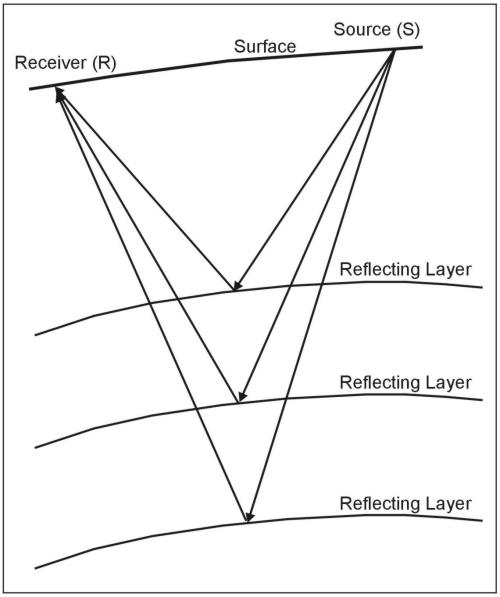 Source (S)
Surface
Receiver (R)
Reflecting Layer
Reflecting Layer
Reflecting Layer